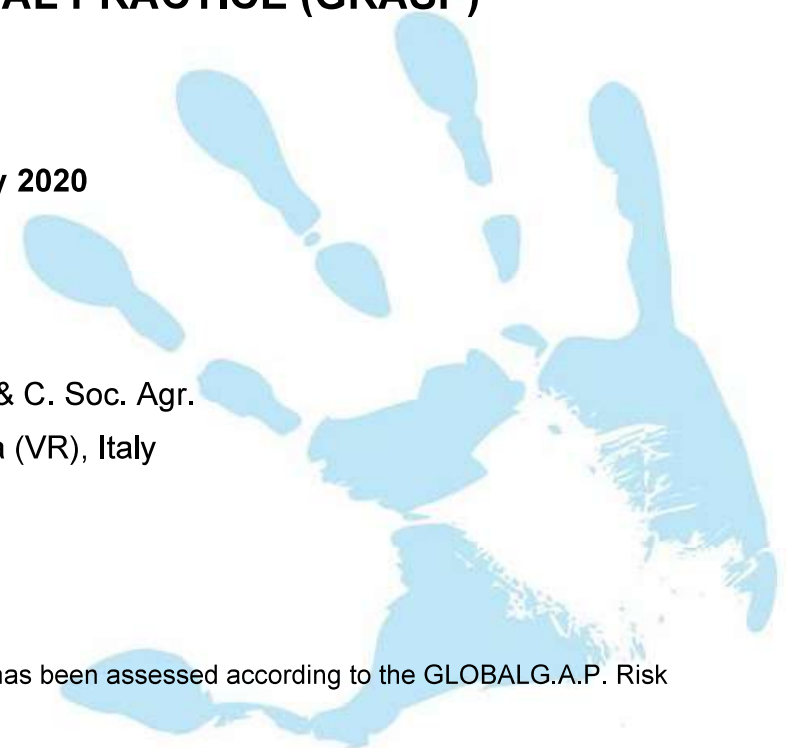 AL PRACTICE (GRASP)
y 2020
& C. Soc. Agr.
a (VR), Italy
has been assessed according to the GLOBALG.A.P. Risk